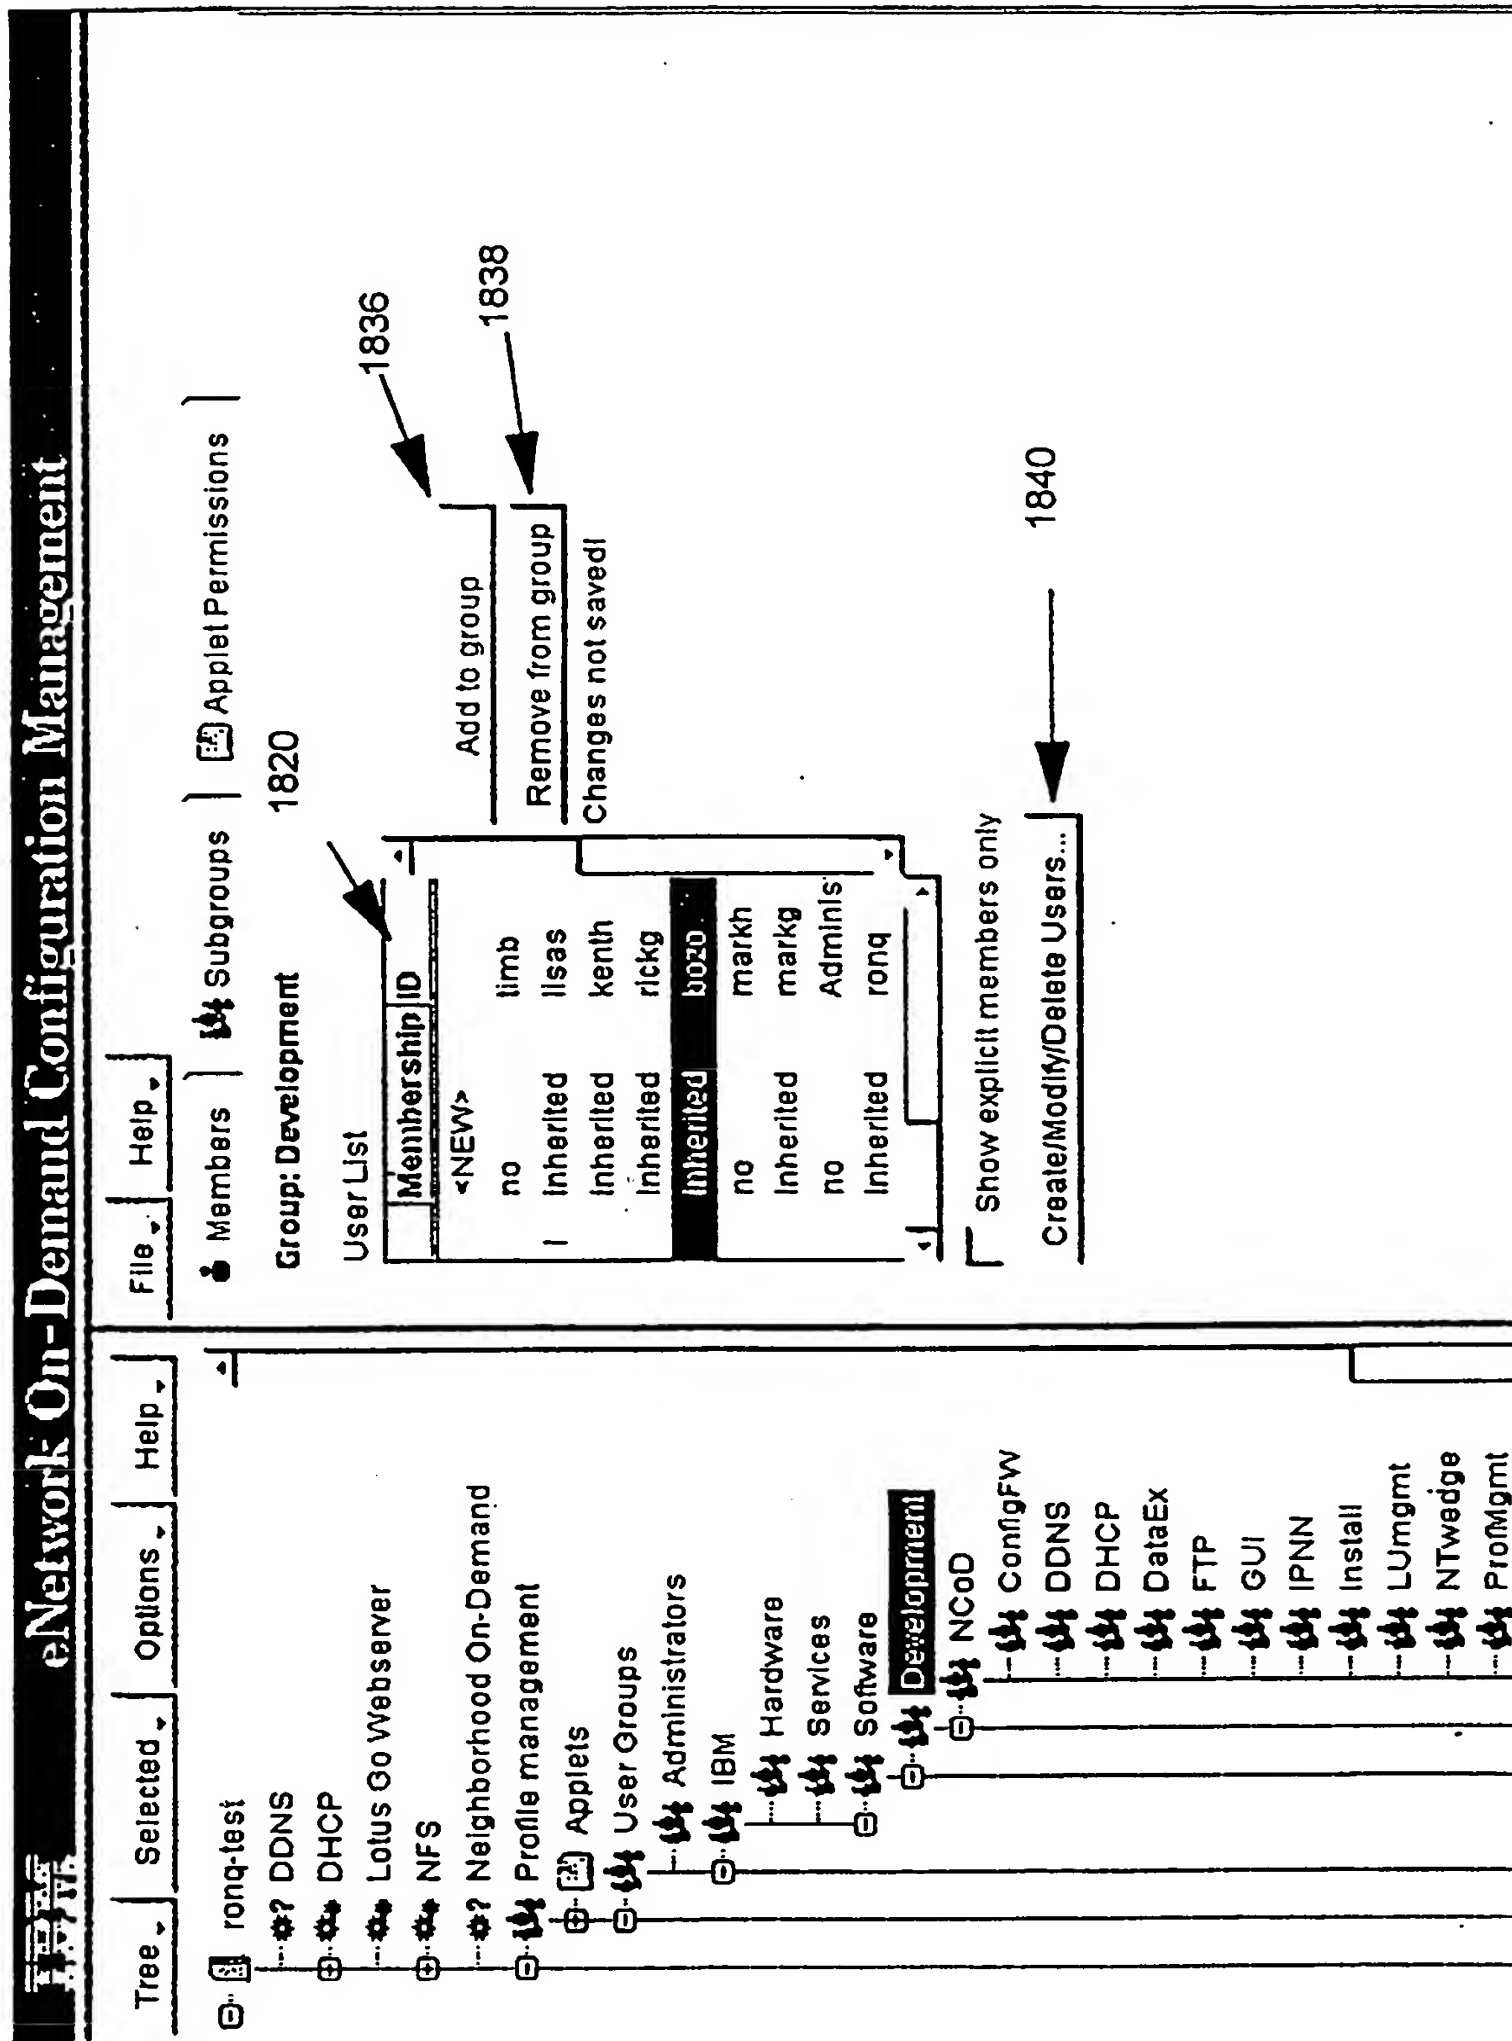 IBM eNetwork On-Demand Configuration Management
Tree Selected Options Help
ronq-test
? DDNS
DHCP
Lotus Go Webserver
NFS
? Neighborhood On-Demand
Profile management
Applets
User Groups
Administrators
IBM
Hardware
Services
Software
Development
NCoD
ConfigFW
DDNS
DHCP
DataEx
FTP
GUI
IPNN
Install
LUmgmt
NTwedge
ProfMgmt
File Help
Members Subgroups Applet Permissions
Group: Development
1820
User List
Membership ID
<NEW>
no timb
Inherited lisas
Inherited kenth
Inherited rickg
Inherited bozo
no markh
Inherited markg
no Adminis
Inherited ronq
Add to group
1836
Remove from group
1838
Changes not saved!
Show explicit members only
Create/Modify/Delete Users...
1840